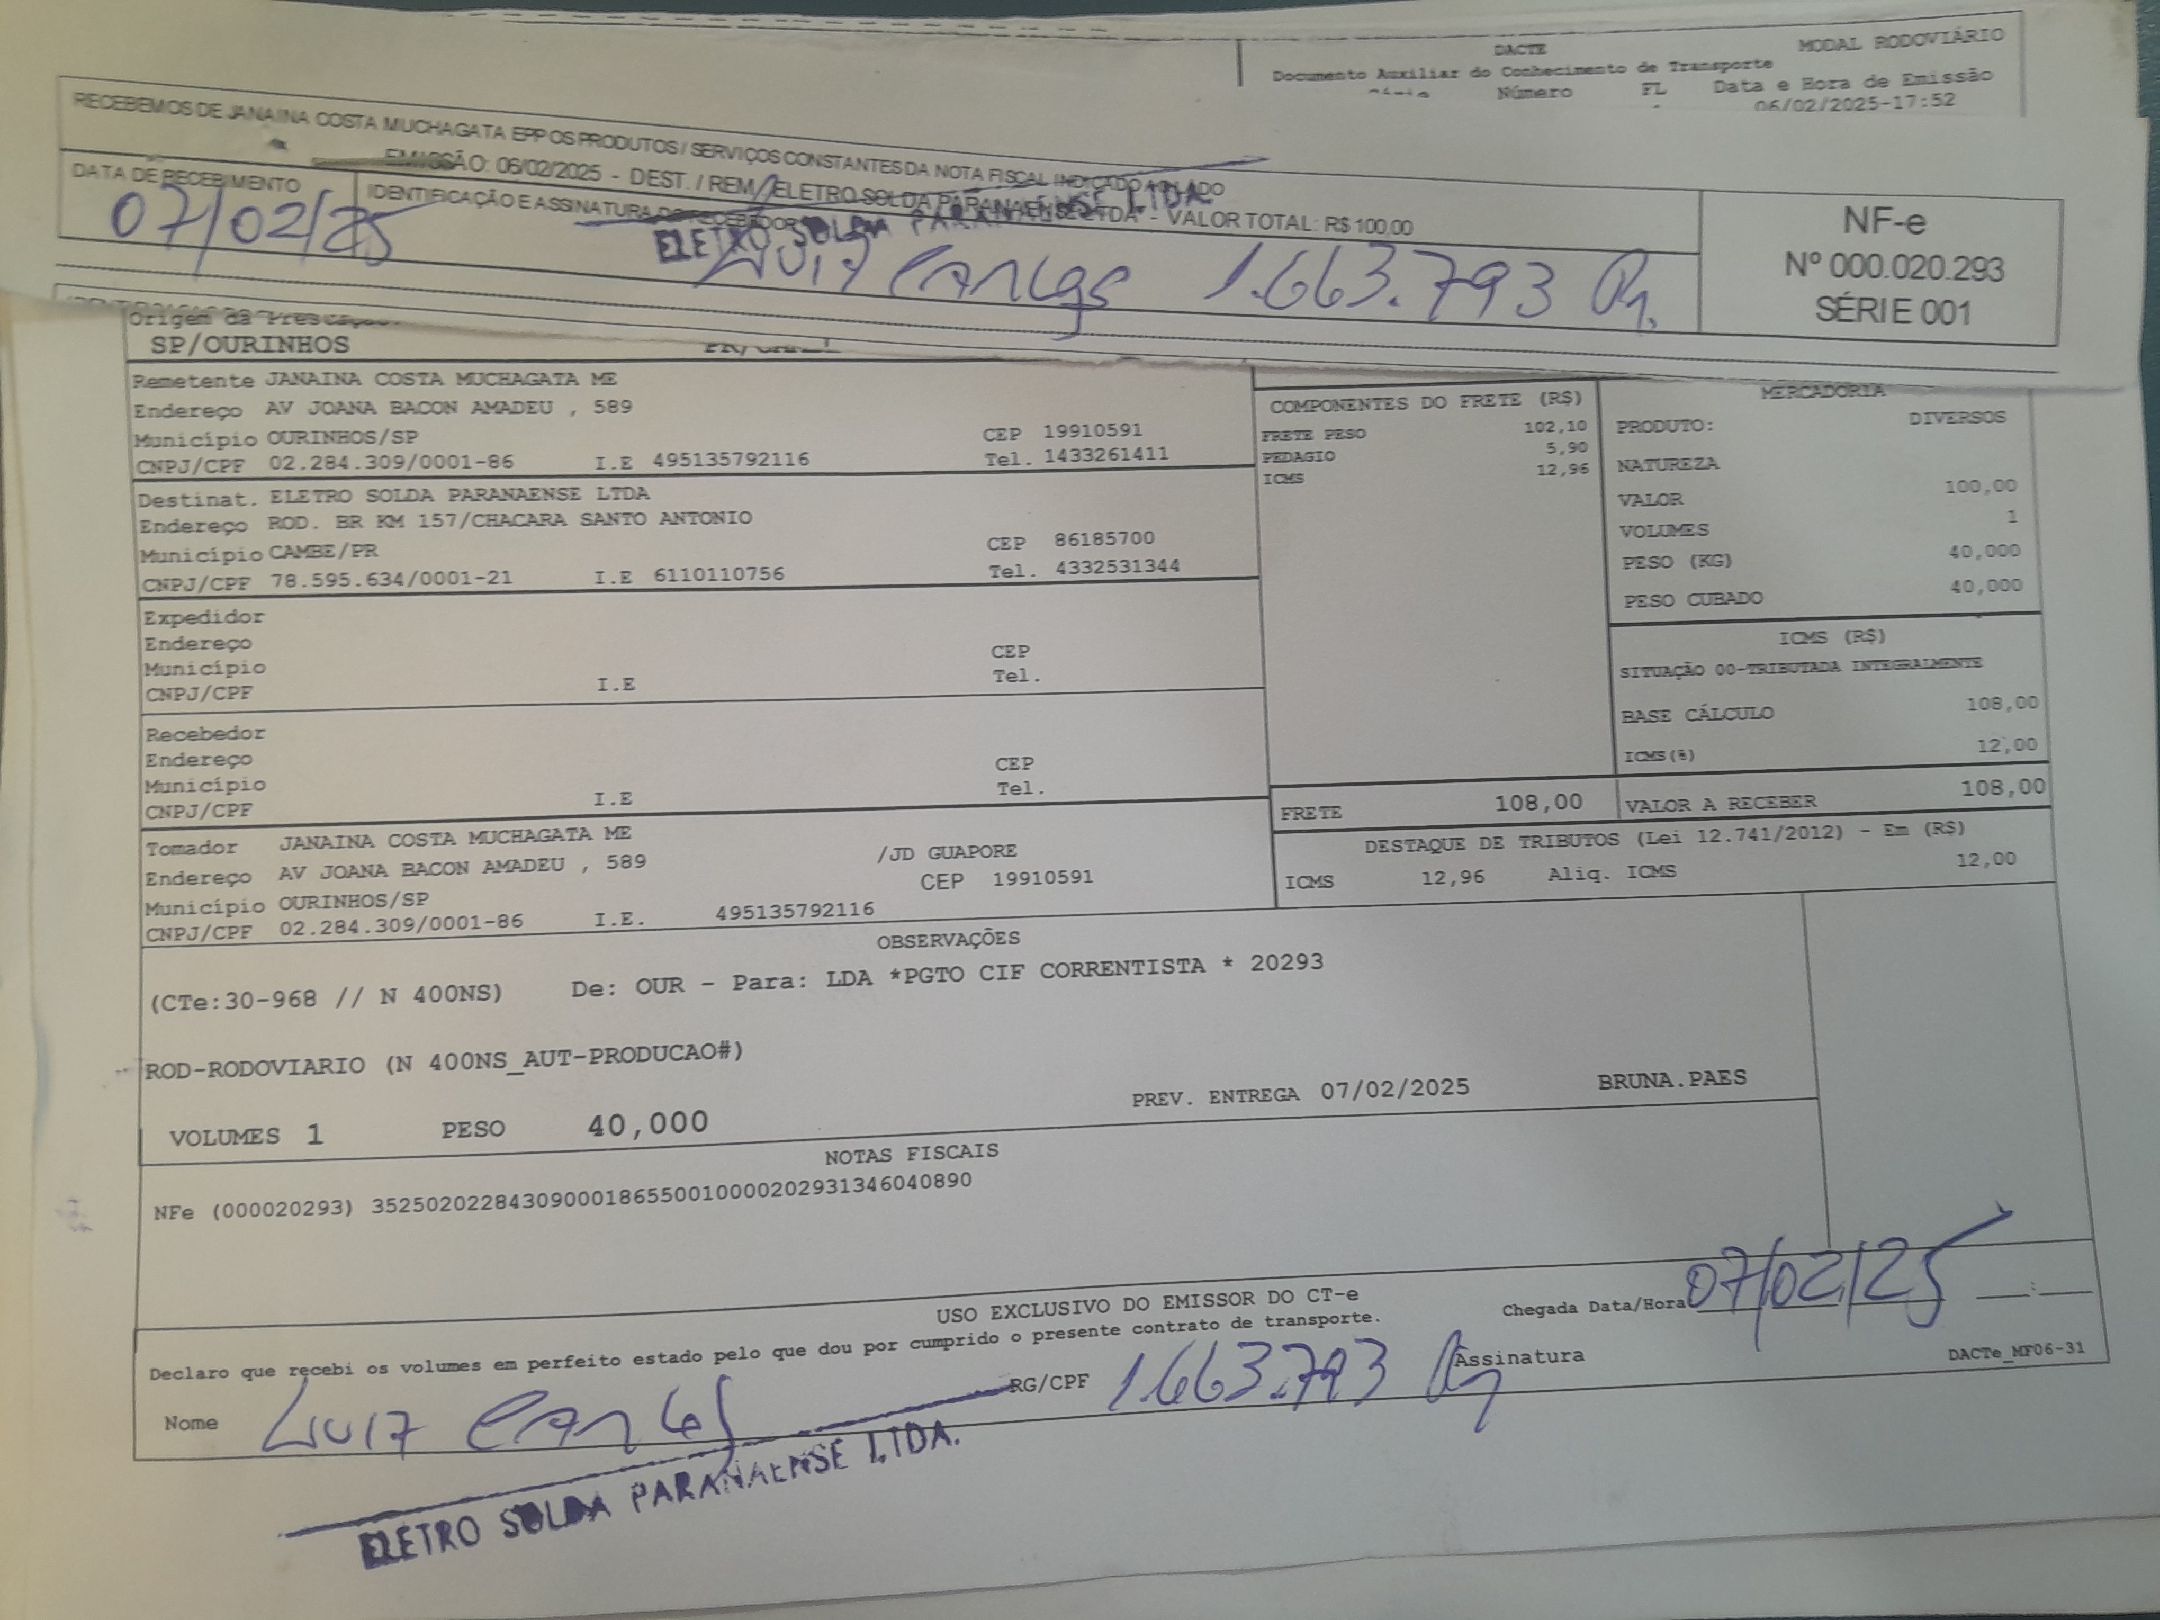 DACTE
MODAL RODOVIÁRIO
Documento Auxiliar do Conhecimento de Transporte
Número FL Data e Hora de Emissão
06/02/2025-17:52
RECEBEMOS DE JANAINA COSTA MUCHAGATA EPP OS PRODUTOS / SERVIÇOS CONSTANTES DA NOTA FISCAL INDICADO AO LADO
EMISSÃO: 06/02/2025 - DEST. / REM.: ELETRO SOLDA PARANAENSE LTDA - VALOR TOTAL: R$ 100,00
DATA DE RECEBIMENTO
IDENTIFICAÇÃO E ASSINATURA DO RECEBEDOR
07/02/25
ELETRO SOLDA PARANAENSE LTDA.
Luiz Carlos 1.663.793 Pr.
NF-e
Nº 000.020.293
SÉRIE 001
Origem da Prestação
SP/OURINHOS
Remetente JANAINA COSTA MUCHAGATA ME
Endereço AV JOANA BACON AMADEU , 589
Município OURINHOS/SP CEP 19910591
CNPJ/CPF 02.284.309/0001-86 I.E 495135792116 Tel. 1433261411
Destinat. ELETRO SOLDA PARANAENSE LTDA
Endereço ROD. BR KM 157/CHACARA SANTO ANTONIO
Município CAMBE/PR CEP 86185700
CNPJ/CPF 78.595.634/0001-21 I.E 6110110756 Tel. 4332531344
Expedidor
Endereço
Município CEP
CNPJ/CPF I.E Tel.
Recebedor
Endereço
Município CEP
CNPJ/CPF I.E Tel.
Tomador JANAINA COSTA MUCHAGATA ME
Endereço AV JOANA BACON AMADEU , 589 /JD GUAPORE
Município OURINHOS/SP CEP 19910591
CNPJ/CPF 02.284.309/0001-86 I.E. 495135792116
COMPONENTES DO FRETE (R$)
FRETE PESO 102,10
PEDAGIO 5,90
ICMS 12,96
MERCADORIA
PRODUTO: DIVERSOS
NATUREZA
VALOR 100,00
VOLUMES 1
PESO (KG) 40,000
PESO CUBADO 40,000
ICMS (R$)
SITUAÇÃO 00-TRIBUTADA INTEGRALMENTE
BASE CÁLCULO 108,00
ICMS(%) 12,00
FRETE 108,00 VALOR A RECEBER 108,00
DESTAQUE DE TRIBUTOS (Lei 12.741/2012) - Em (R$)
ICMS 12,96 Aliq. ICMS 12,00
OBSERVAÇÕES
(CTe:30-968 // N 400NS) De: OUR - Para: LDA *PGTO CIF CORRENTISTA * 20293
ROD-RODOVIARIO (N 400NS_AUT-PRODUCAO#)
VOLUMES 1 PESO 40,000 PREV. ENTREGA 07/02/2025 BRUNA.PAES
NOTAS FISCAIS
NFe (000020293) 35250202284309000186550010000202931346040890
USO EXCLUSIVO DO EMISSOR DO CT-e
Chegada Data/Hora 07/02/25 __:__
Declaro que recebi os volumes em perfeito estado pelo que dou por cumprido o presente contrato de transporte.
Nome Luiz Carlos RG/CPF 1.663.793 Pr Assinatura
DACTe_MF06-31
ELETRO SOLDA PARANAENSE LTDA.